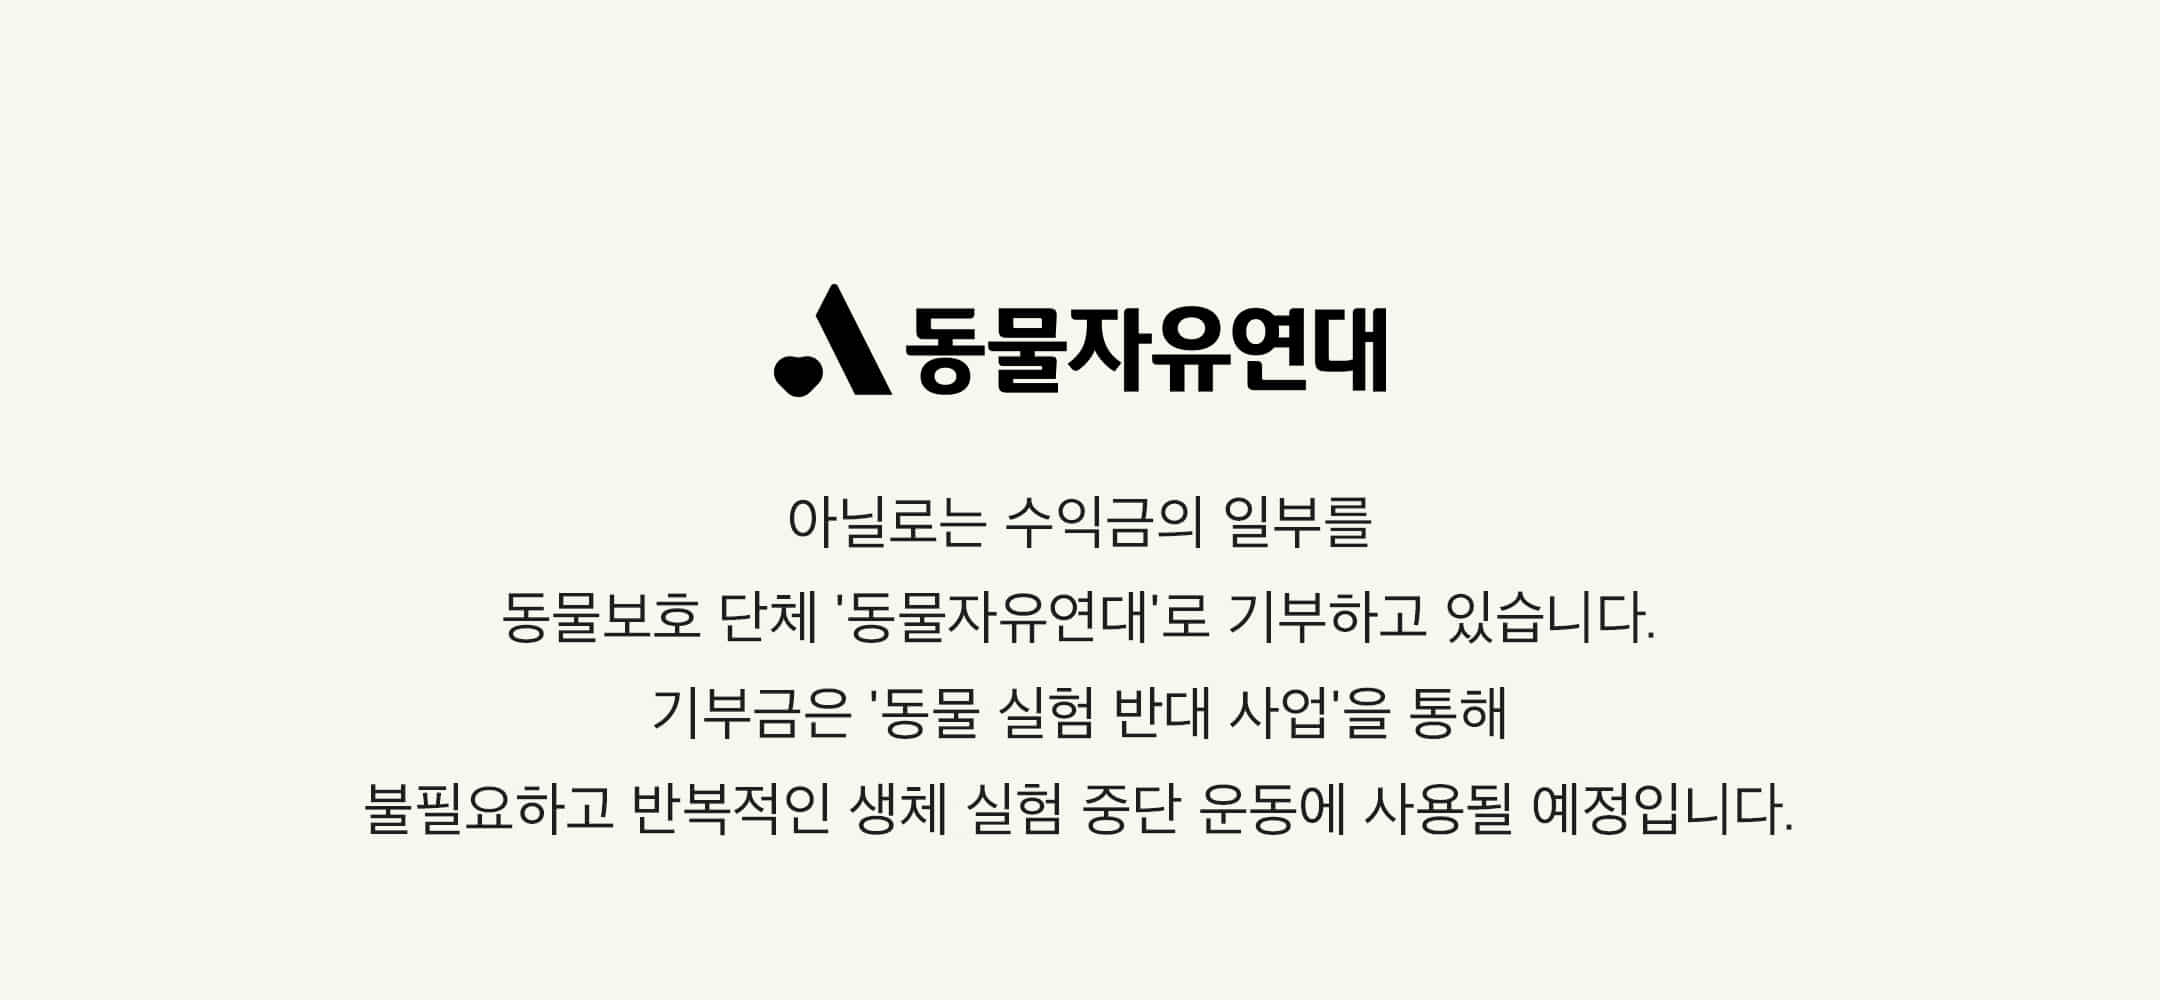 동물자유연대
아닐로는 수익금의 일부를
동물보호 단체 '동물자유연대'로 기부하고 있습니다.
기부금은 '동물 실험 반대 사업'을 통해
불필요하고 반복적인 생체 실험 중단 운동에 사용될 예정입니다.